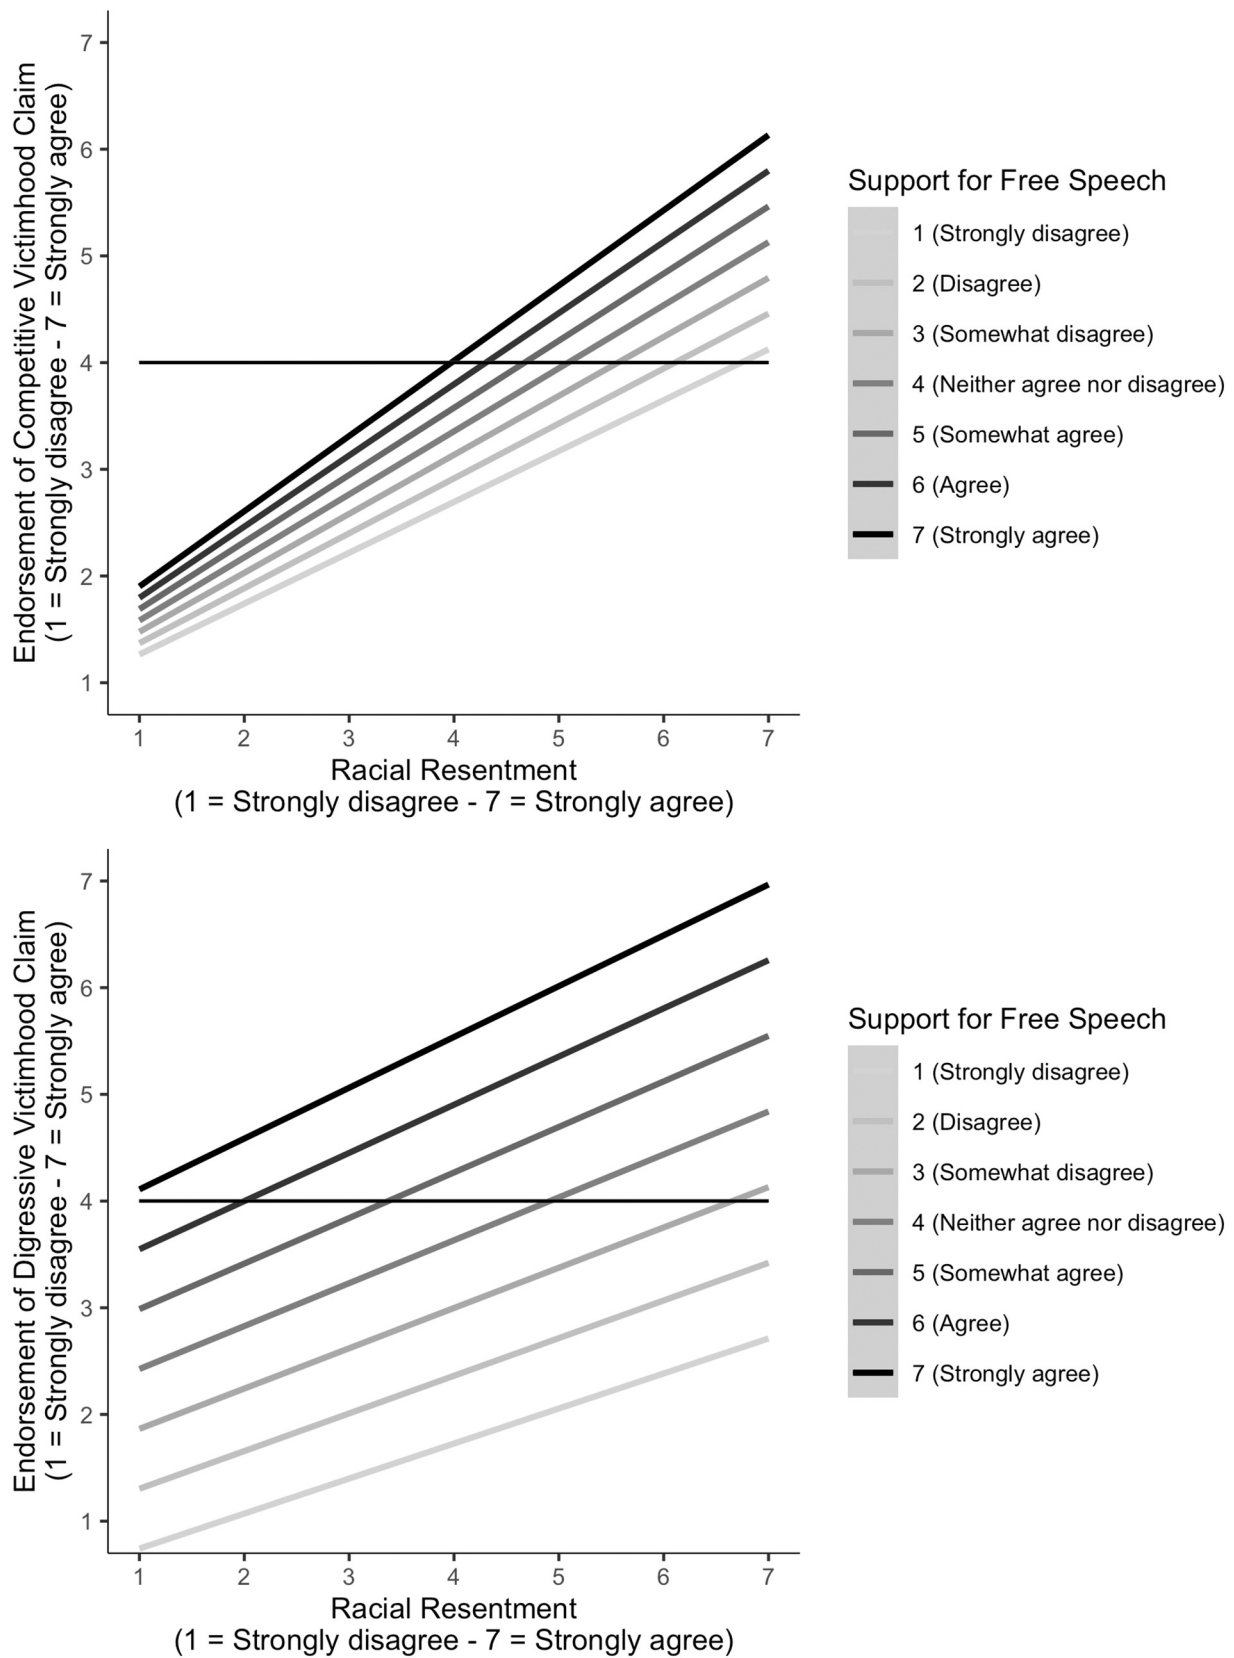 Endorsement of Competitive Victimhood Claim
(1 = Strongly disagree - 7 = Strongly agree)
7
6
5
4
3
2
1
1 2 3 4 5 6 7
Racial Resentment
(1 = Strongly disagree - 7 = Strongly agree)
Support for Free Speech
1 (Strongly disagree)
2 (Disagree)
3 (Somewhat disagree)
4 (Neither agree nor disagree)
5 (Somewhat agree)
6 (Agree)
7 (Strongly agree)
Endorsement of Digressive Victimhood Claim
(1 = Strongly disagree - 7 = Strongly agree)
7
6
5
4
3
2
1
1 2 3 4 5 6 7
Racial Resentment
(1 = Strongly disagree - 7 = Strongly agree)
Support for Free Speech
1 (Strongly disagree)
2 (Disagree)
3 (Somewhat disagree)
4 (Neither agree nor disagree)
5 (Somewhat agree)
6 (Agree)
7 (Strongly agree)